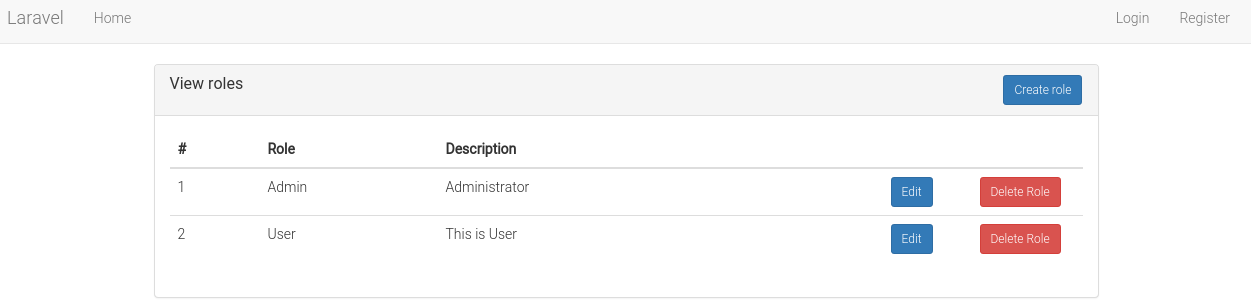 Laravel Home Login Register
View roles Create role
# Role Description
1 Admin Administrator Edit Delete Role
2 User This is User Edit Delete Role